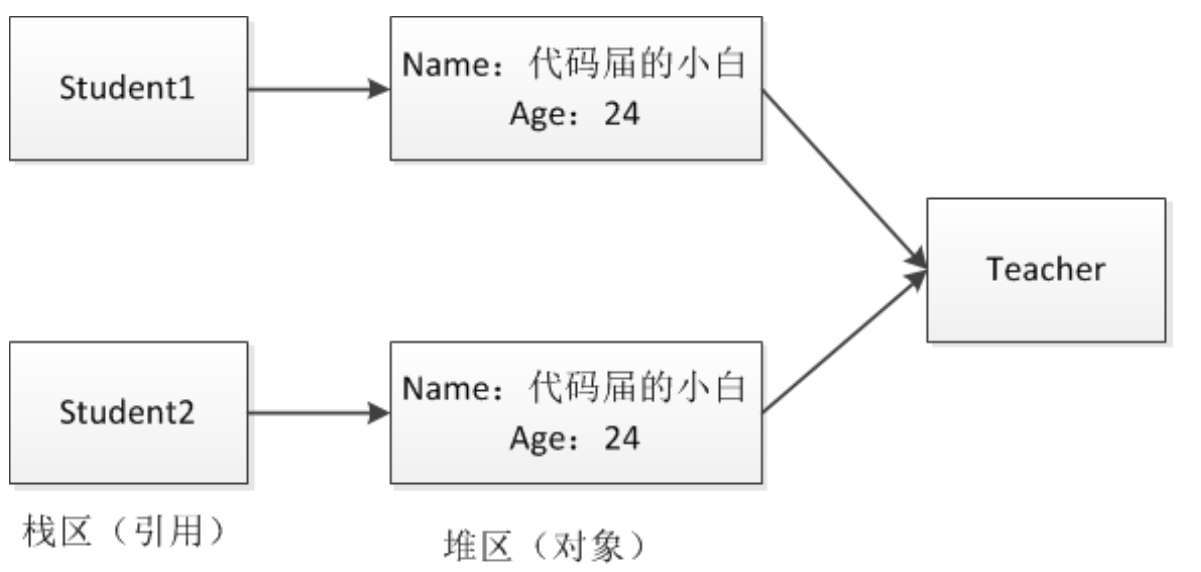 Student1
Name：代码届的小白
Age：24
Teacher
Student2
Name：代码届的小白
Age：24
栈区（引用）
堆区（对象）